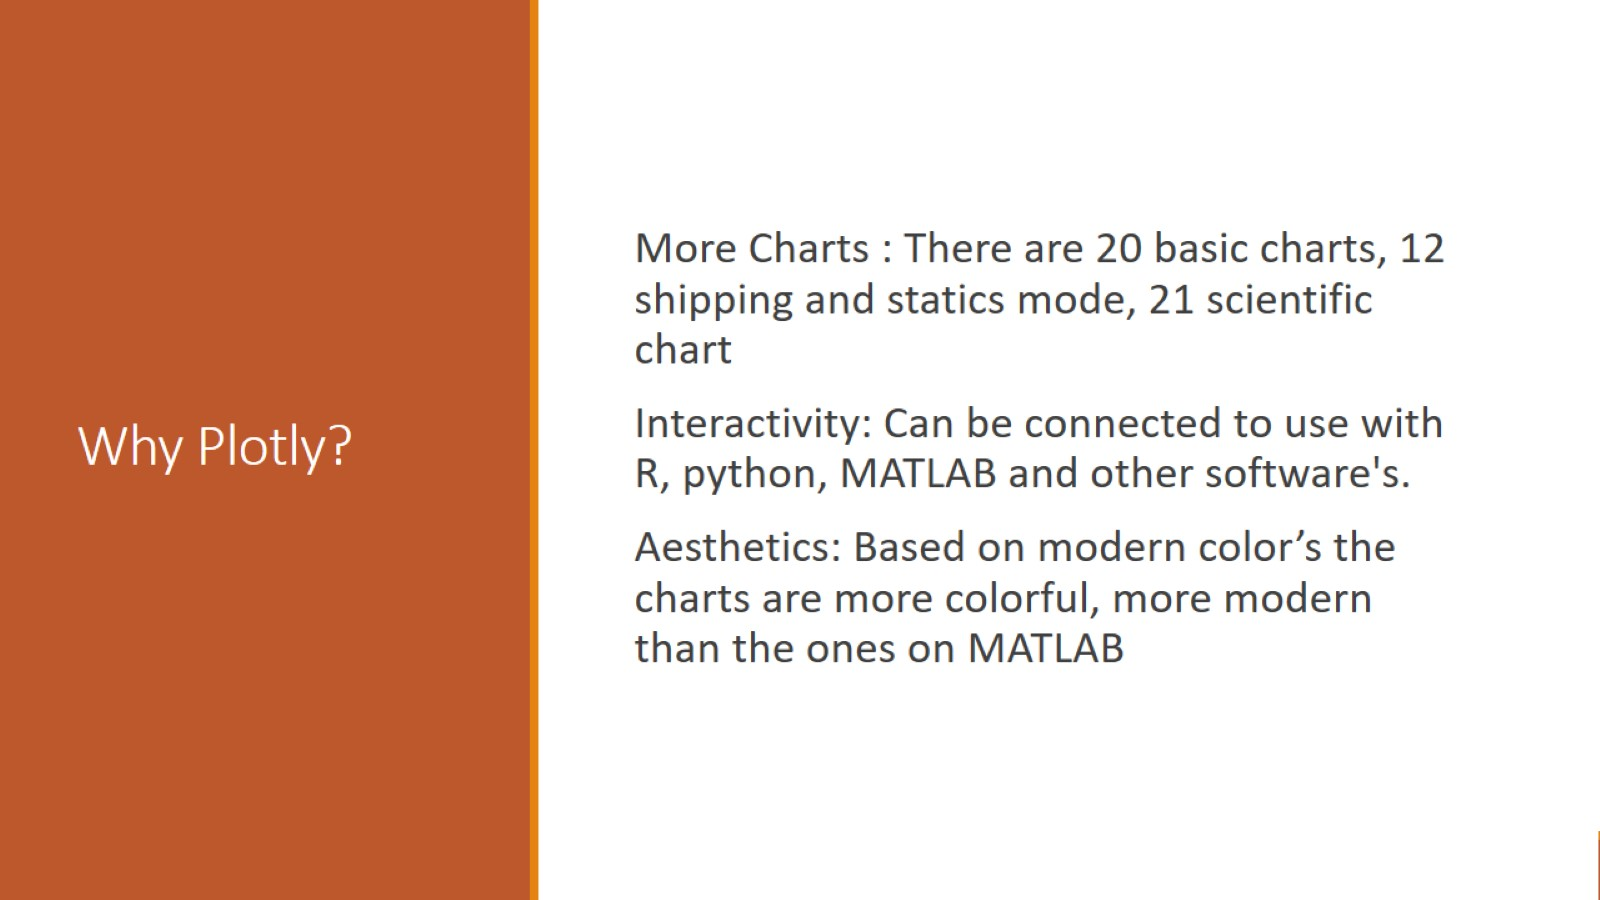 Why Plotly?
More Charts : There are 20 basic charts, 12
shipping and statics mode, 21 scientific
chart
Interactivity: Can be connected to use with
R, python, MATLAB and other software's.
Aesthetics: Based on modern color’s the
charts are more colorful, more modern
than the ones on MATLAB